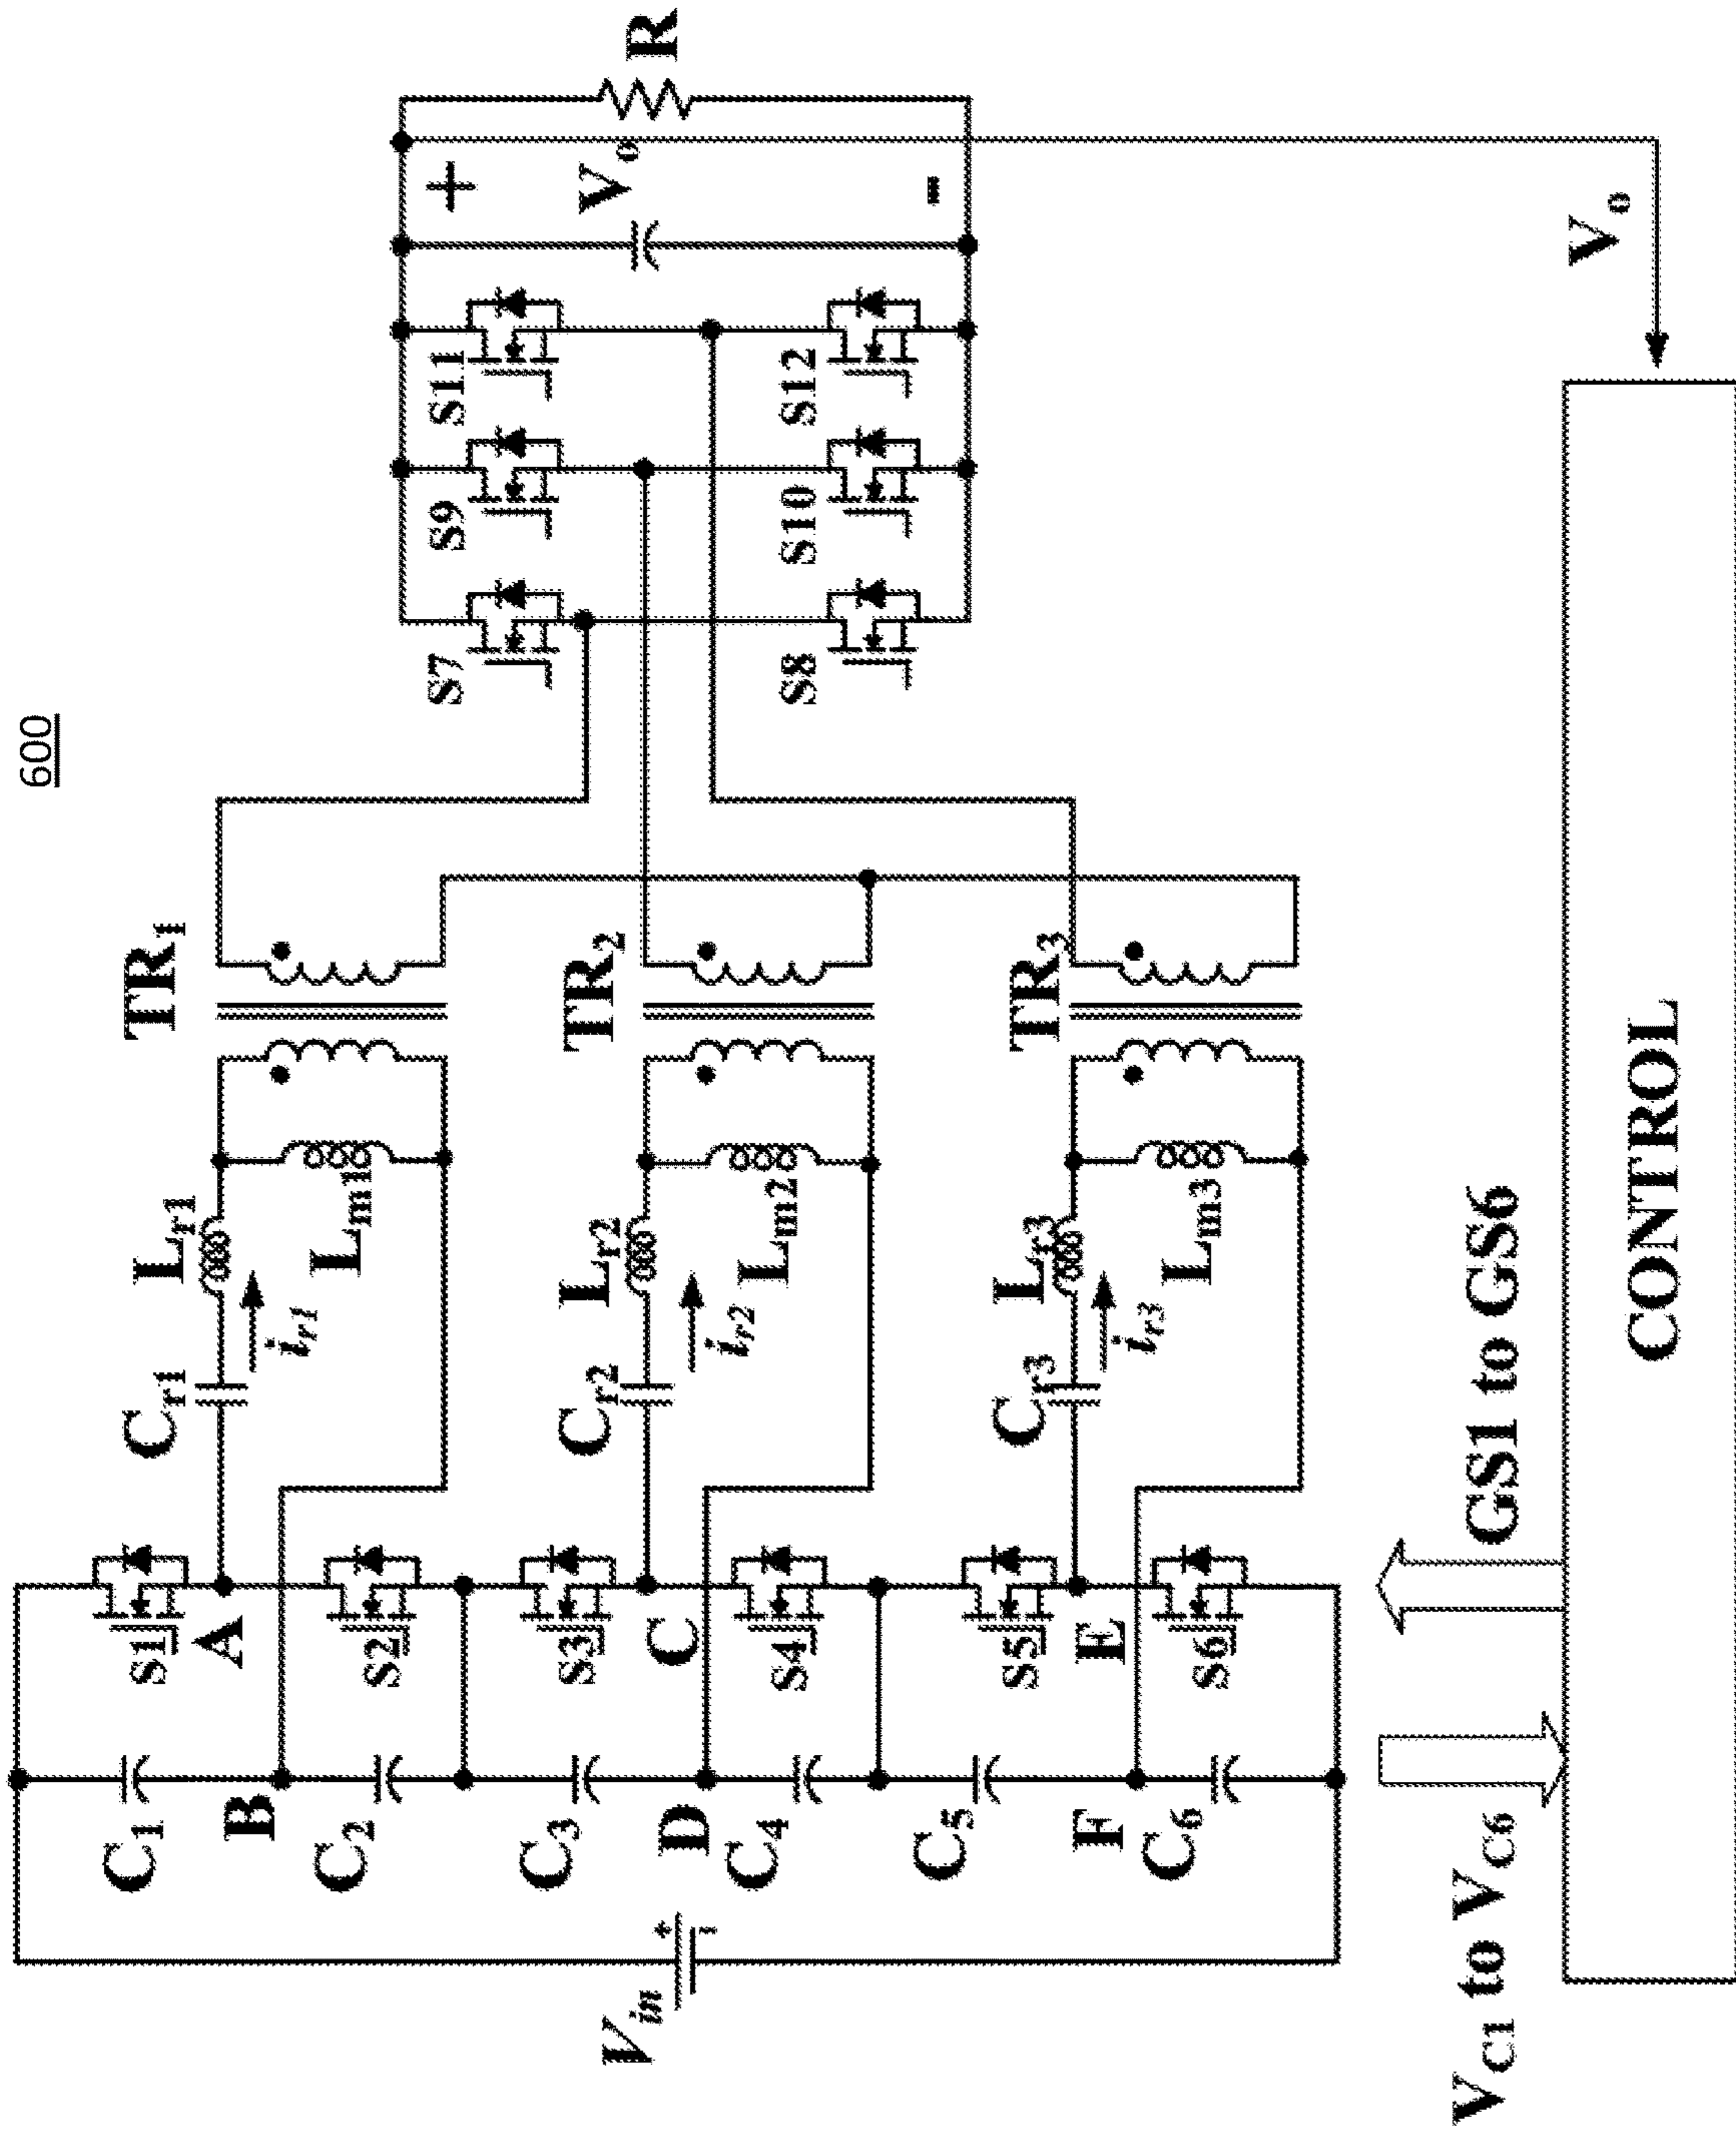 600
TR₁
TR₂
TR₃
Vᵢₙ
C₁
B
C₂
C₃
D
C₄
C₅
F
C₆
S1
A
S2
S3
C
S4
S5
E
S6
Cr1
Lr1
ir1
Lm1
Cr2
Lr2
ir2
Lm2
Cr3
Lr3
ir3
Lm3
S7
S9
S11
S8
S10
S12
+
Vₒ
-
R
VC1 to VC6
GS1 to GS6
Vₒ
CONTROL